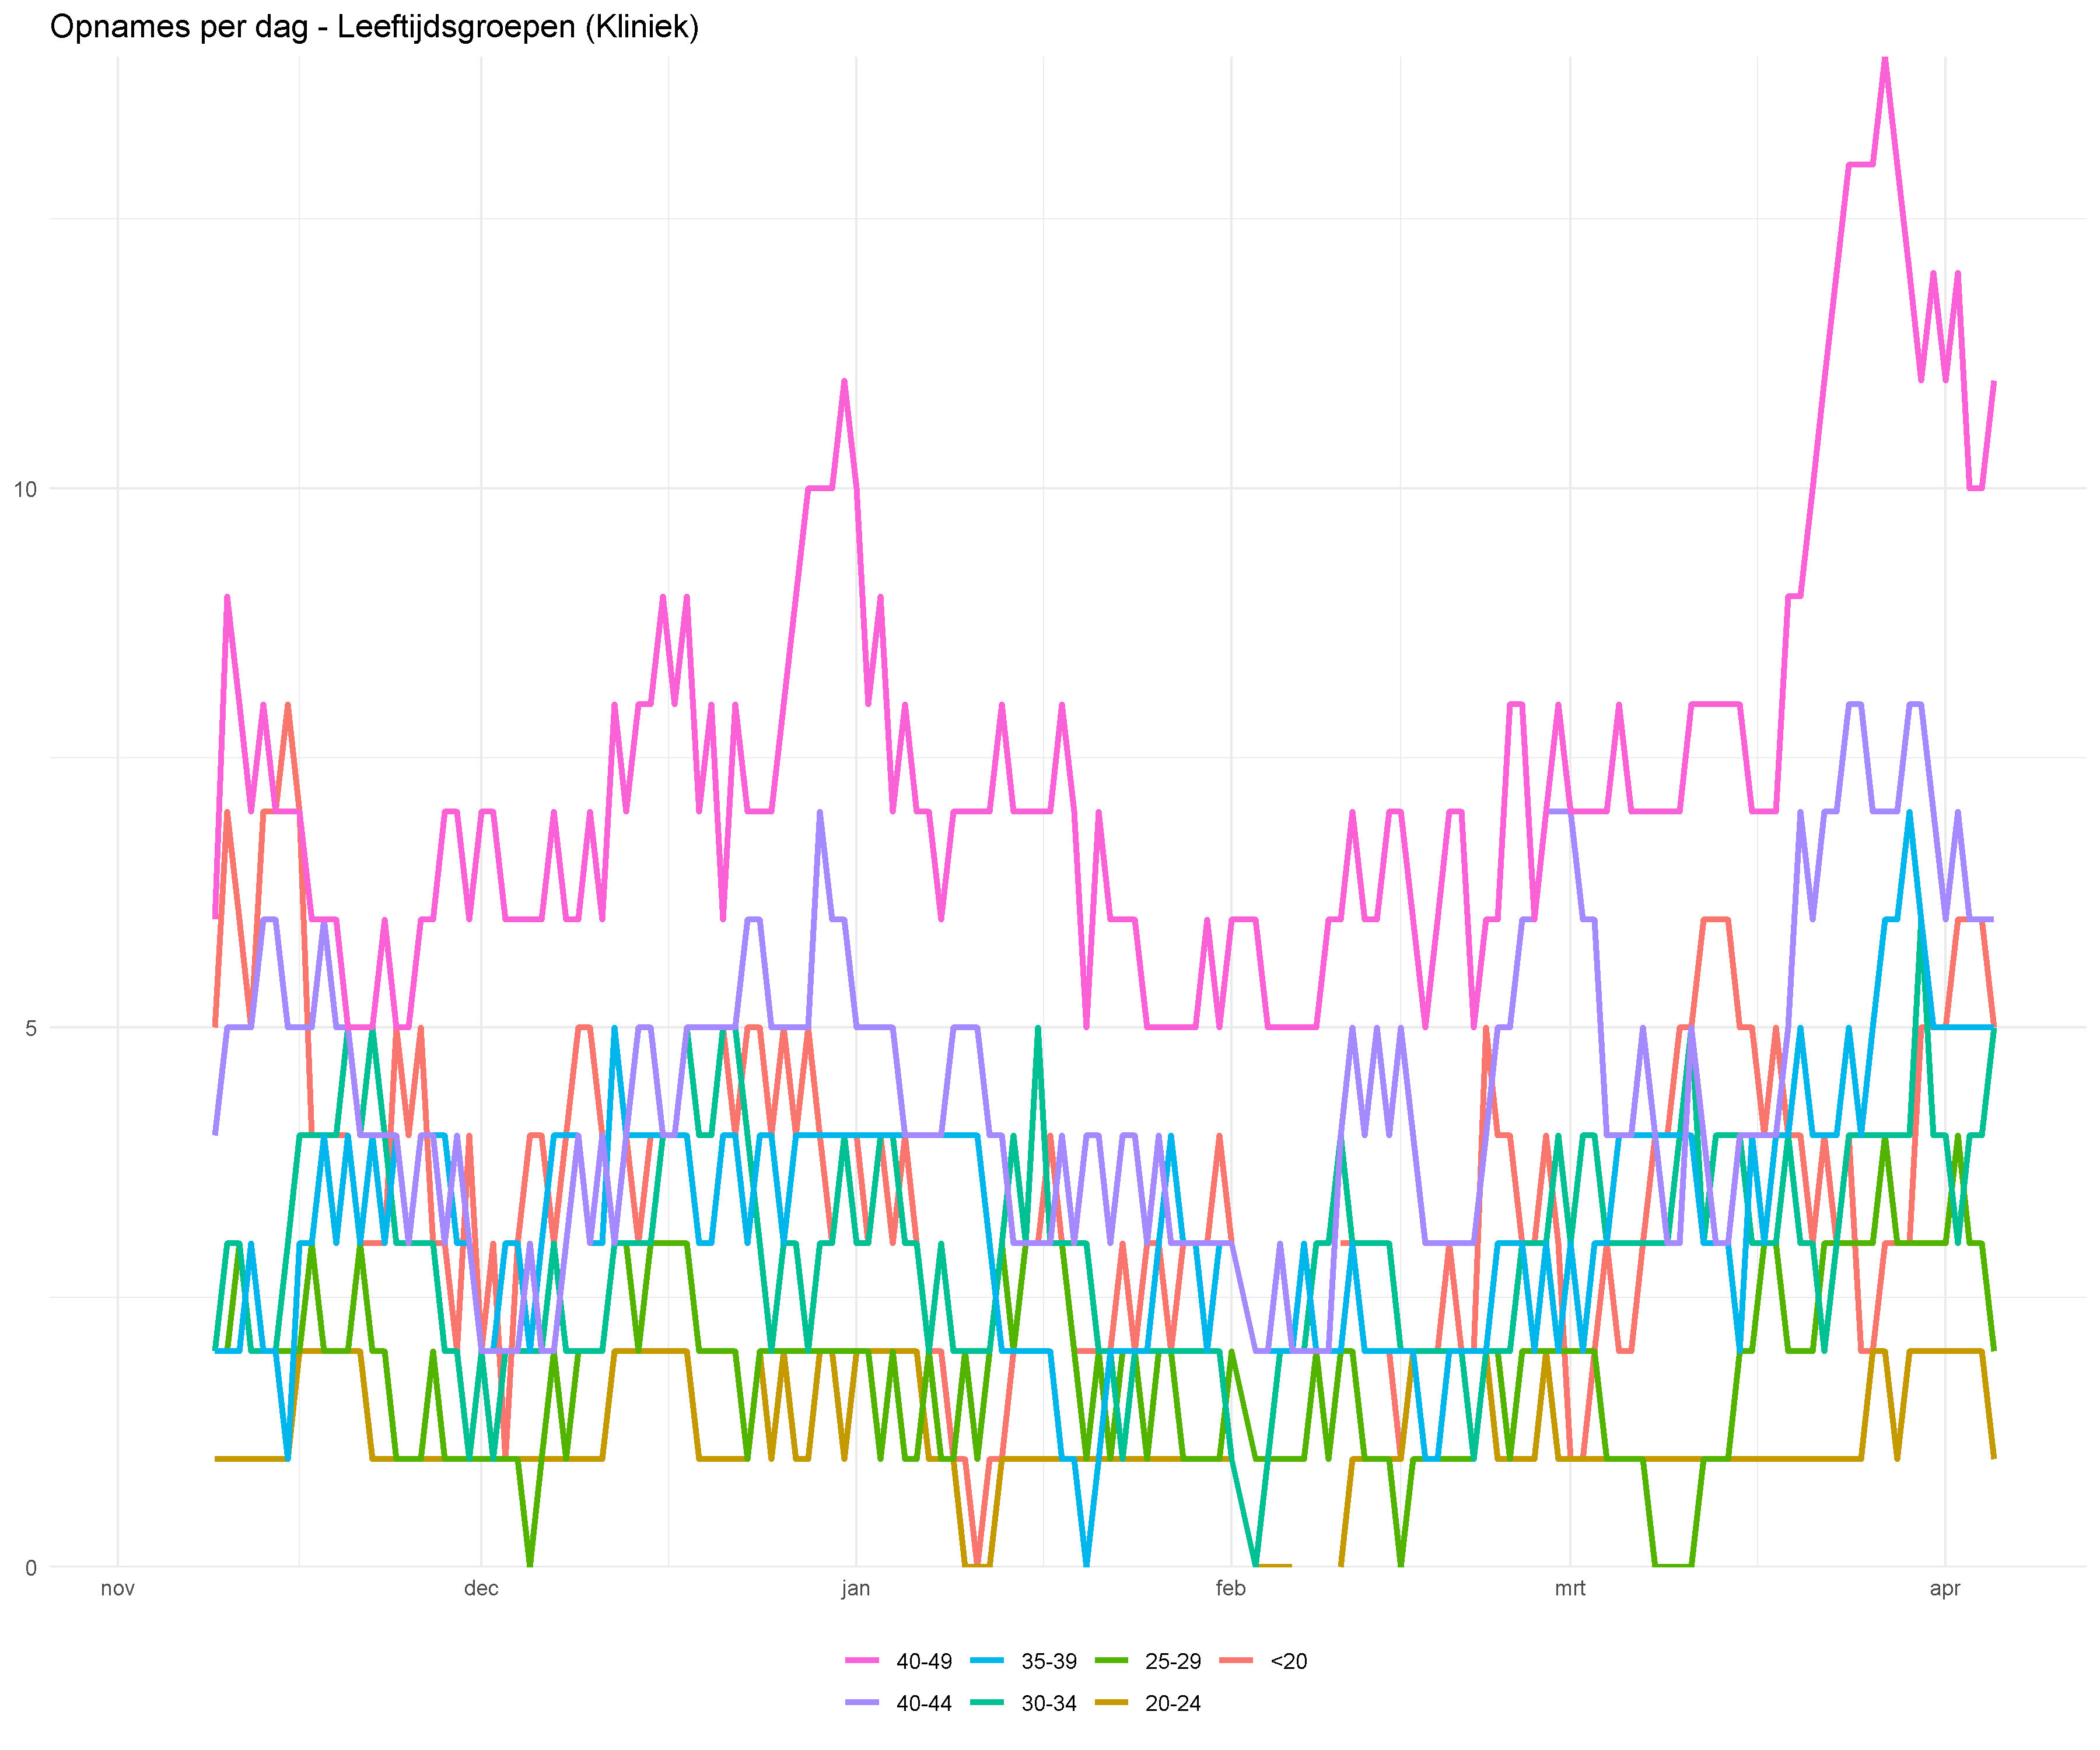 Opnames per dag - Leeftijdsgroepen (Kliniek)
10
5
0
nov dec jan feb mrt apr
40-49 35-39 25-29 <20
40-44 30-34 20-24